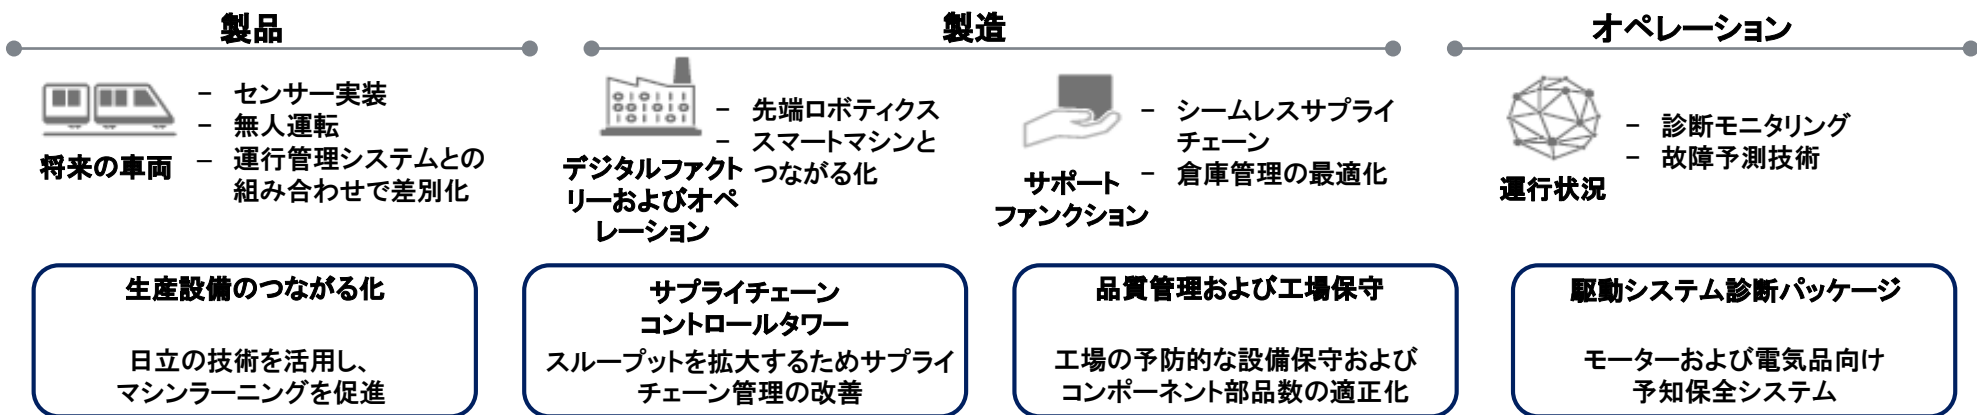 製品
製造
オペレーション
将来の車両
- センサー実装
- 無人運転
- 運行管理システムとの
組み合わせで差別化
デジタルファクト
リーおよびオペ
レーション
- 先端ロボティクス
- スマートマシンと
つながる化
サポート
ファンクション
- シームレスサプライ
チェーン
- 倉庫管理の最適化
運行状況
- 診断モニタリング
- 故障予測技術
生産設備のつながる化
日立の技術を活用し、
マシンラーニングを促進
サプライチェーン
コントロールタワー
スループットを拡大するためサプライ
チェーン管理の改善
品質管理および工場保守
工場の予防的な設備保守および
コンポーネント部品数の適正化
駆動システム診断パッケージ
モーターおよび電気品向け
予知保全システム